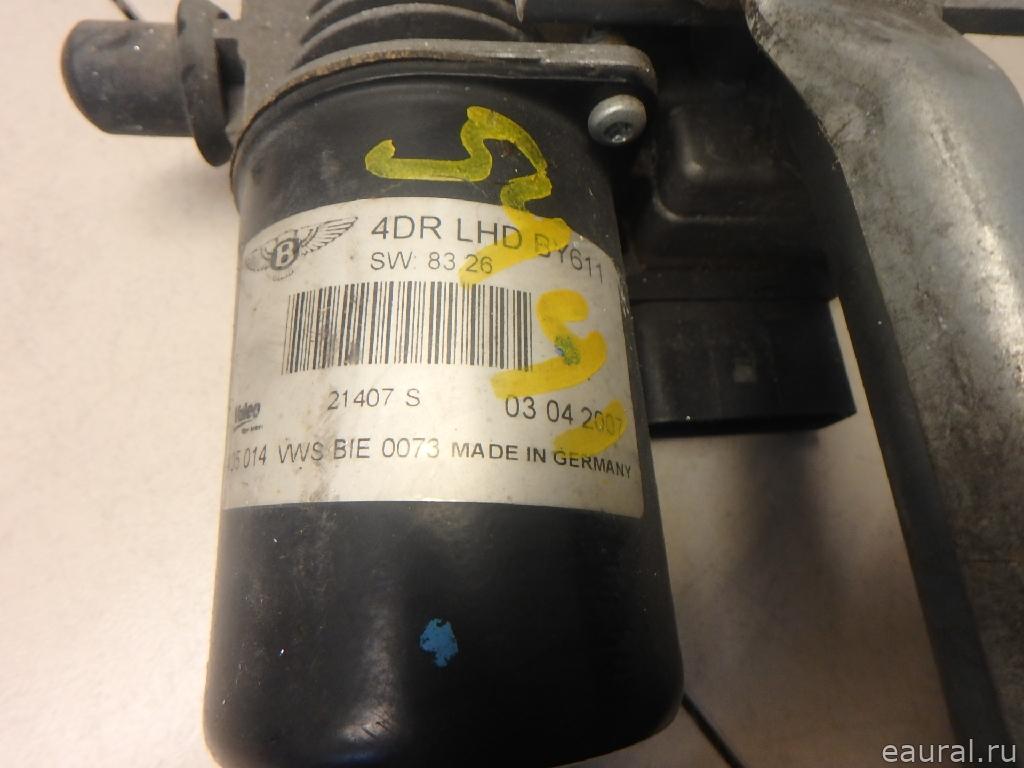 4DR LHD BY611
B
SW: 83 26
21407 S
03 04 2007
Valeo
014 VWS BIE 0073 MADE IN GERMANY
eaural.ru